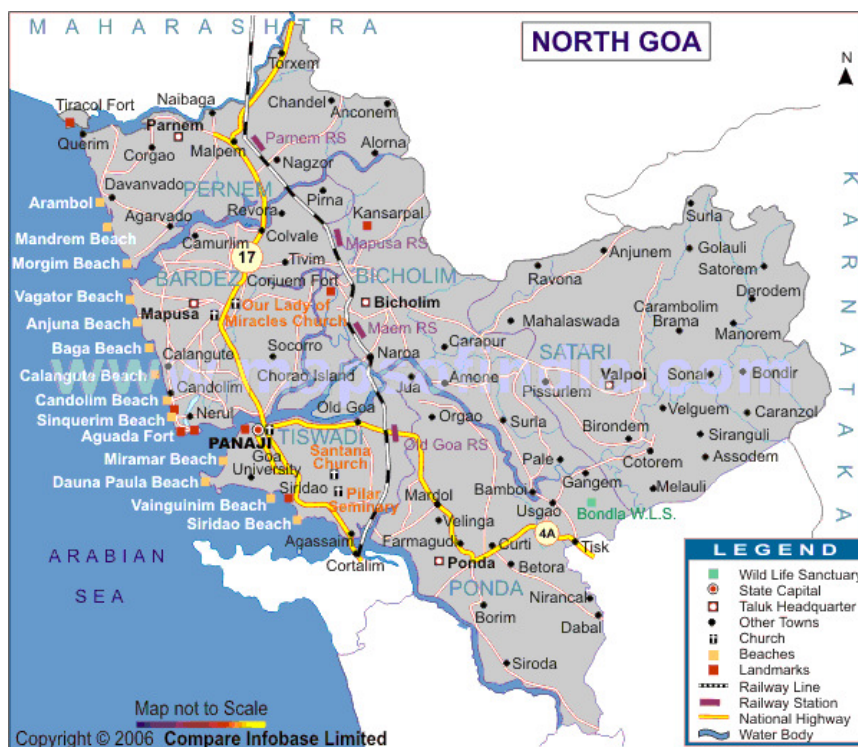 MAHARASHTRA
NORTH GOA
N
Torxem
Tiracol Fort
Naibaga
Chandel
Anconem
Parnem
Parnem RS
Querim
Corgao
Malpem
Alorna
Nagzor
KARNATAKA
Davanvado
PERNEM
Pirna
Arambol
Revora
Kansarpal
Surla
Agarvado
Mandrem Beach
Camurlim
Colvale
Mapusa RS
Anjunem
Golauli
Morgim Beach
17
Tivim
Satorem
BARDEZ
Corjuem Fort
BICHOLIM
Ravona
Derodem
Vagator Beach
Mapusa
Our Lady of
Miracles Church
Bicholim
Carambolim
Brama
Anjuna Beach
Maem RS
Mahalaswada
Manorem
Baga Beach
Socorro
Naroa
Carapur
SATARI
Calangute
Calangute Beach
Chorao Island
Jua
Amone
Pissurlem
Valpoi
Sonal
Bondir
Candolim
Candolim Beach
Old Goa
Orgao
Surla
Velguem
Caranzol
Sinquerim Beach
Nerul
Aguada Fort
PANAJI
TISWADI
Old Goa RS
Birondem
Siranguli
Miramar Beach
Goa
University
Santana
Church
Pale
Cotorem
Assodem
Dauna Paula Beach
Siridao
Pilar
Seminary
Mardol
Bamboi
Gangem
Melauli
Vainguinim Beach
Usgao
Bondla W.L.S.
Siridao Beach
Velinga
Agassaim
Farmagudi
Curti
4A
Tisk
ARABIAN
SEA
Cortalim
Ponda
Betora
PONDA
Nirancal
Borim
Dabal
Siroda
LEGEND
Wild Life Sanctuary
State Capital
Taluk Headquarter
Other Towns
Church
Beaches
Landmarks
Railway Line
Railway Station
National Highway
Water Body
Map not to Scale
Copyright © 2006 Compare Infobase Limited